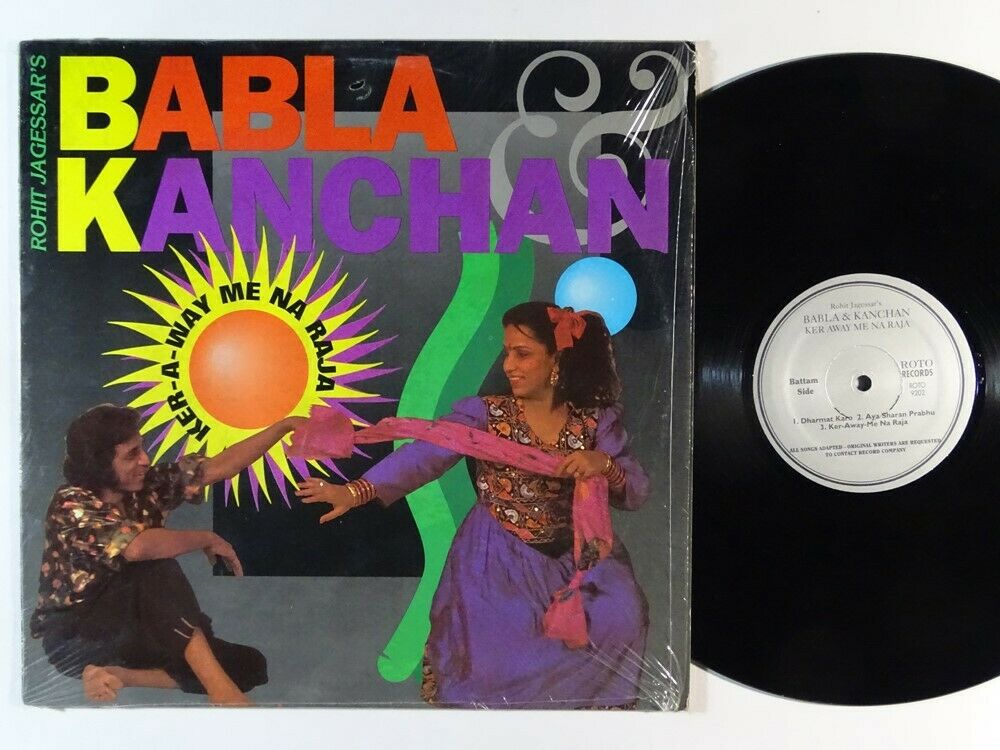 ROHIT JAGESSAR'S
BABLA &
KANCHAN
KER-A-WAY ME NA RAJA
Rohit Jagessar's
BABLA & KANCHAN
KER AWAY ME NA RAJA
Battam
Side
ROTO
RECORDS
ROTO
9202
1. Dharmat Karo 2. Aya Sharan Prabhu
3. Ker-Away-Me Na Raja
ALL SONGS ADAPTED - ORIGINAL WRITERS ARE REQUESTED
TO CONTACT RECORD COMPANY